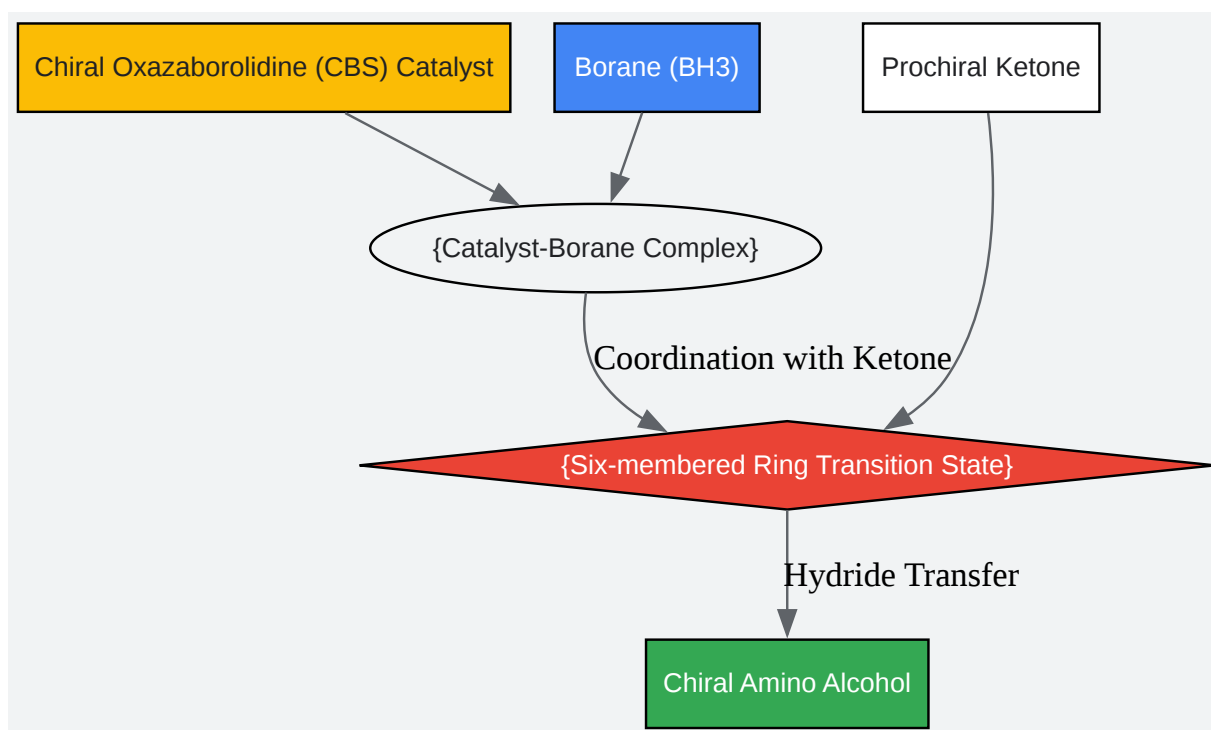 Chiral Oxazaborolidine (CBS) Catalyst
Borane (BH3)
Prochiral Ketone
{Catalyst-Borane Complex}
Coordination with Ketone
{Six-membered Ring Transition State}
Hydride Transfer
Chiral Amino Alcohol